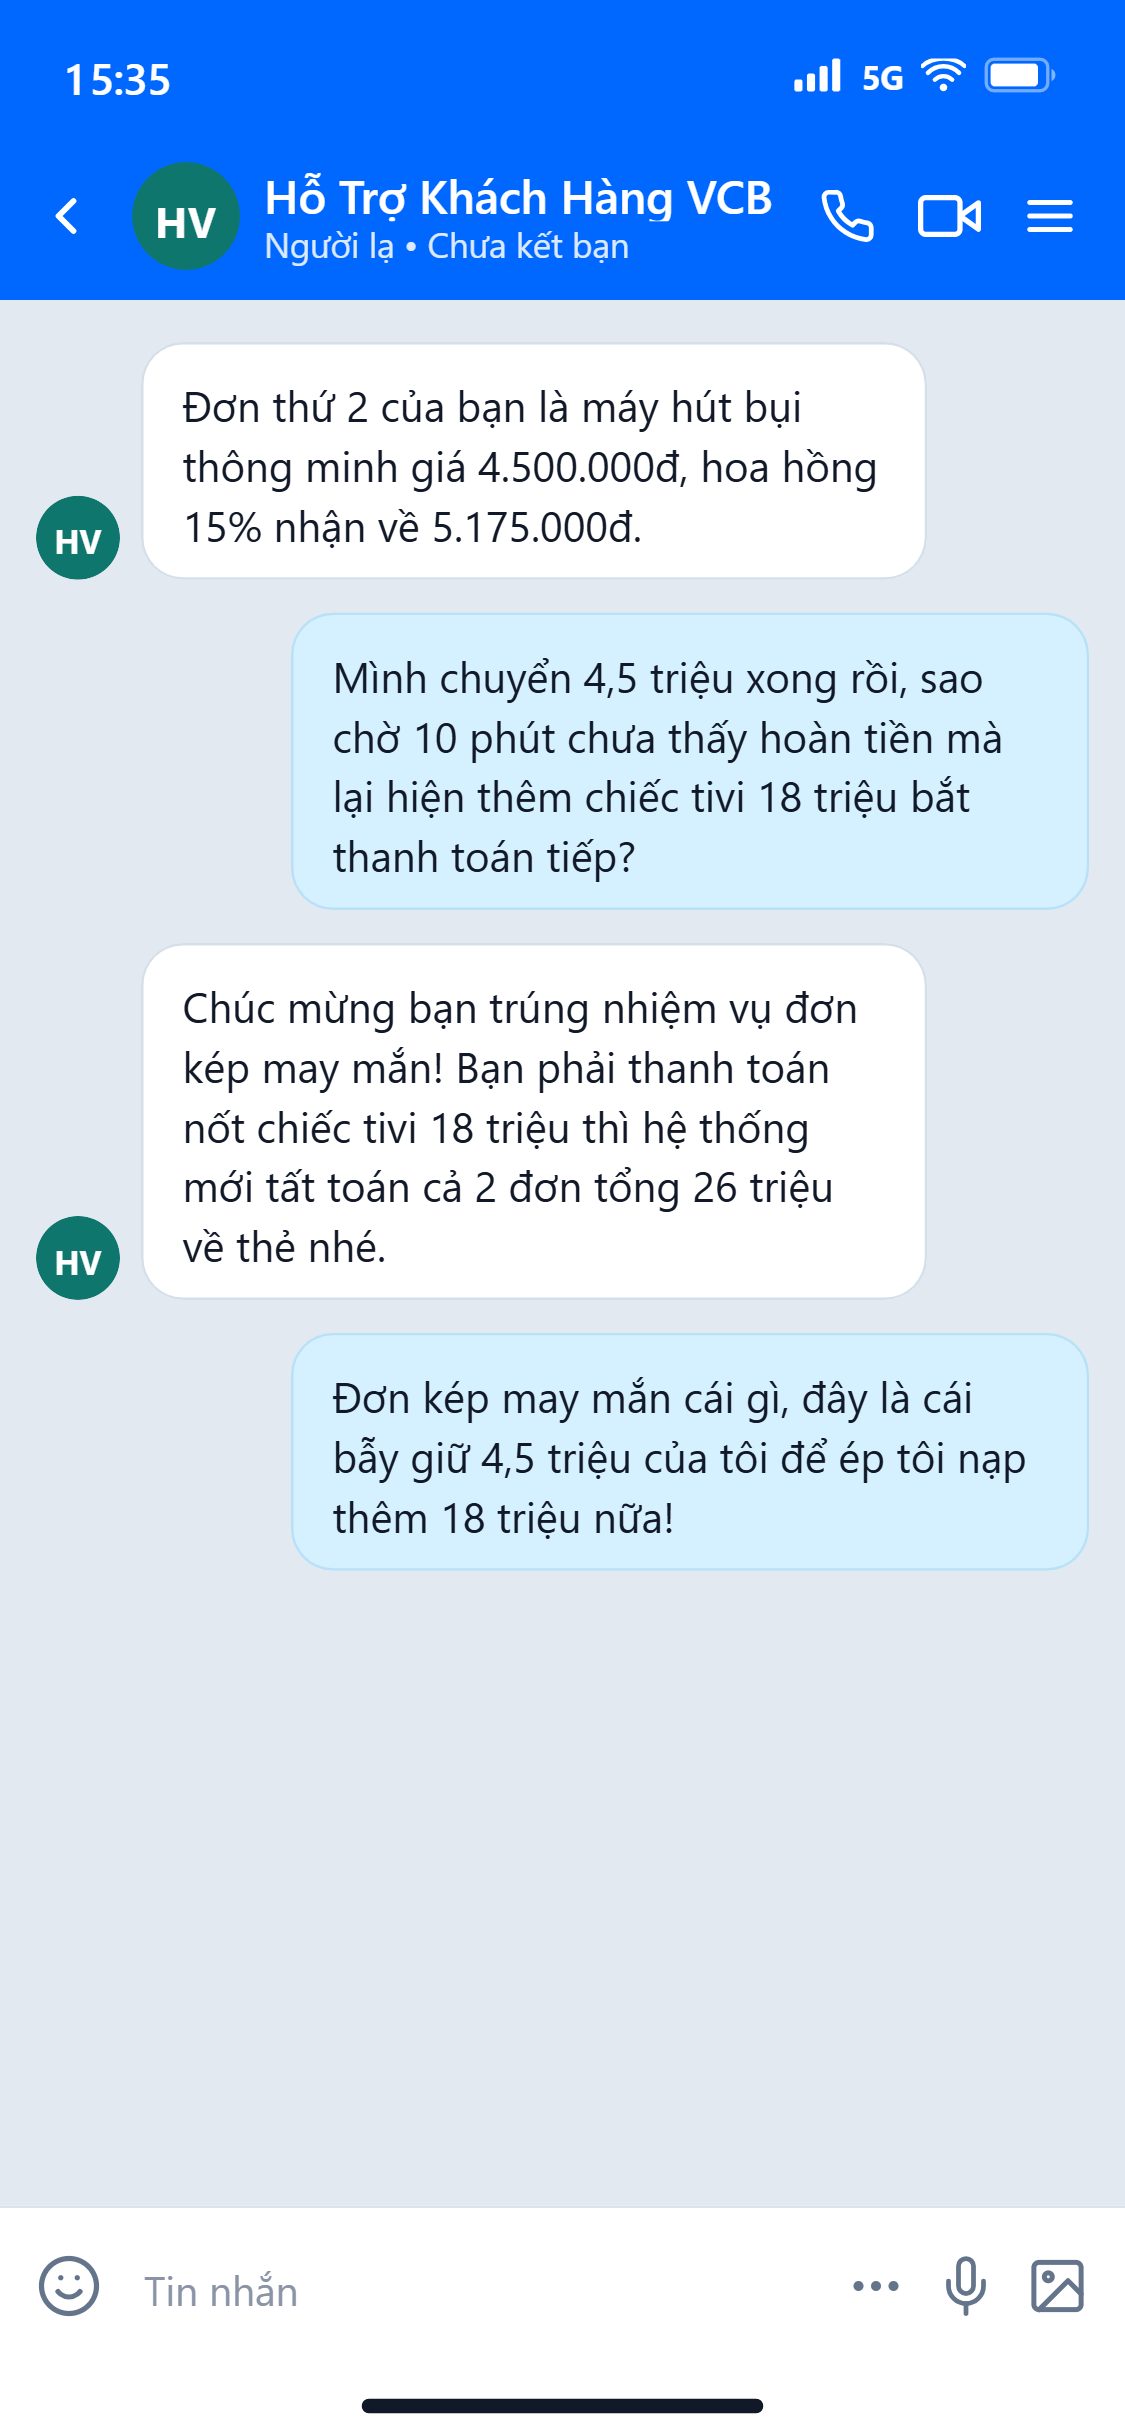 15:35
5G
HV
Hỗ Trợ Khách Hàng VCB
Người lạ • Chưa kết bạn
Đơn thứ 2 của bạn là máy hút bụi
thông minh giá 4.500.000đ, hoa hồng
15% nhận về 5.175.000đ.
HV
Mình chuyển 4,5 triệu xong rồi, sao
chờ 10 phút chưa thấy hoàn tiền mà
lại hiện thêm chiếc tivi 18 triệu bắt
thanh toán tiếp?
Chúc mừng bạn trúng nhiệm vụ đơn
kép may mắn! Bạn phải thanh toán
nốt chiếc tivi 18 triệu thì hệ thống
mới tất toán cả 2 đơn tổng 26 triệu
về thẻ nhé.
HV
Đơn kép may mắn cái gì, đây là cái
bẫy giữ 4,5 triệu của tôi để ép tôi nạp
thêm 18 triệu nữa!
Tin nhắn